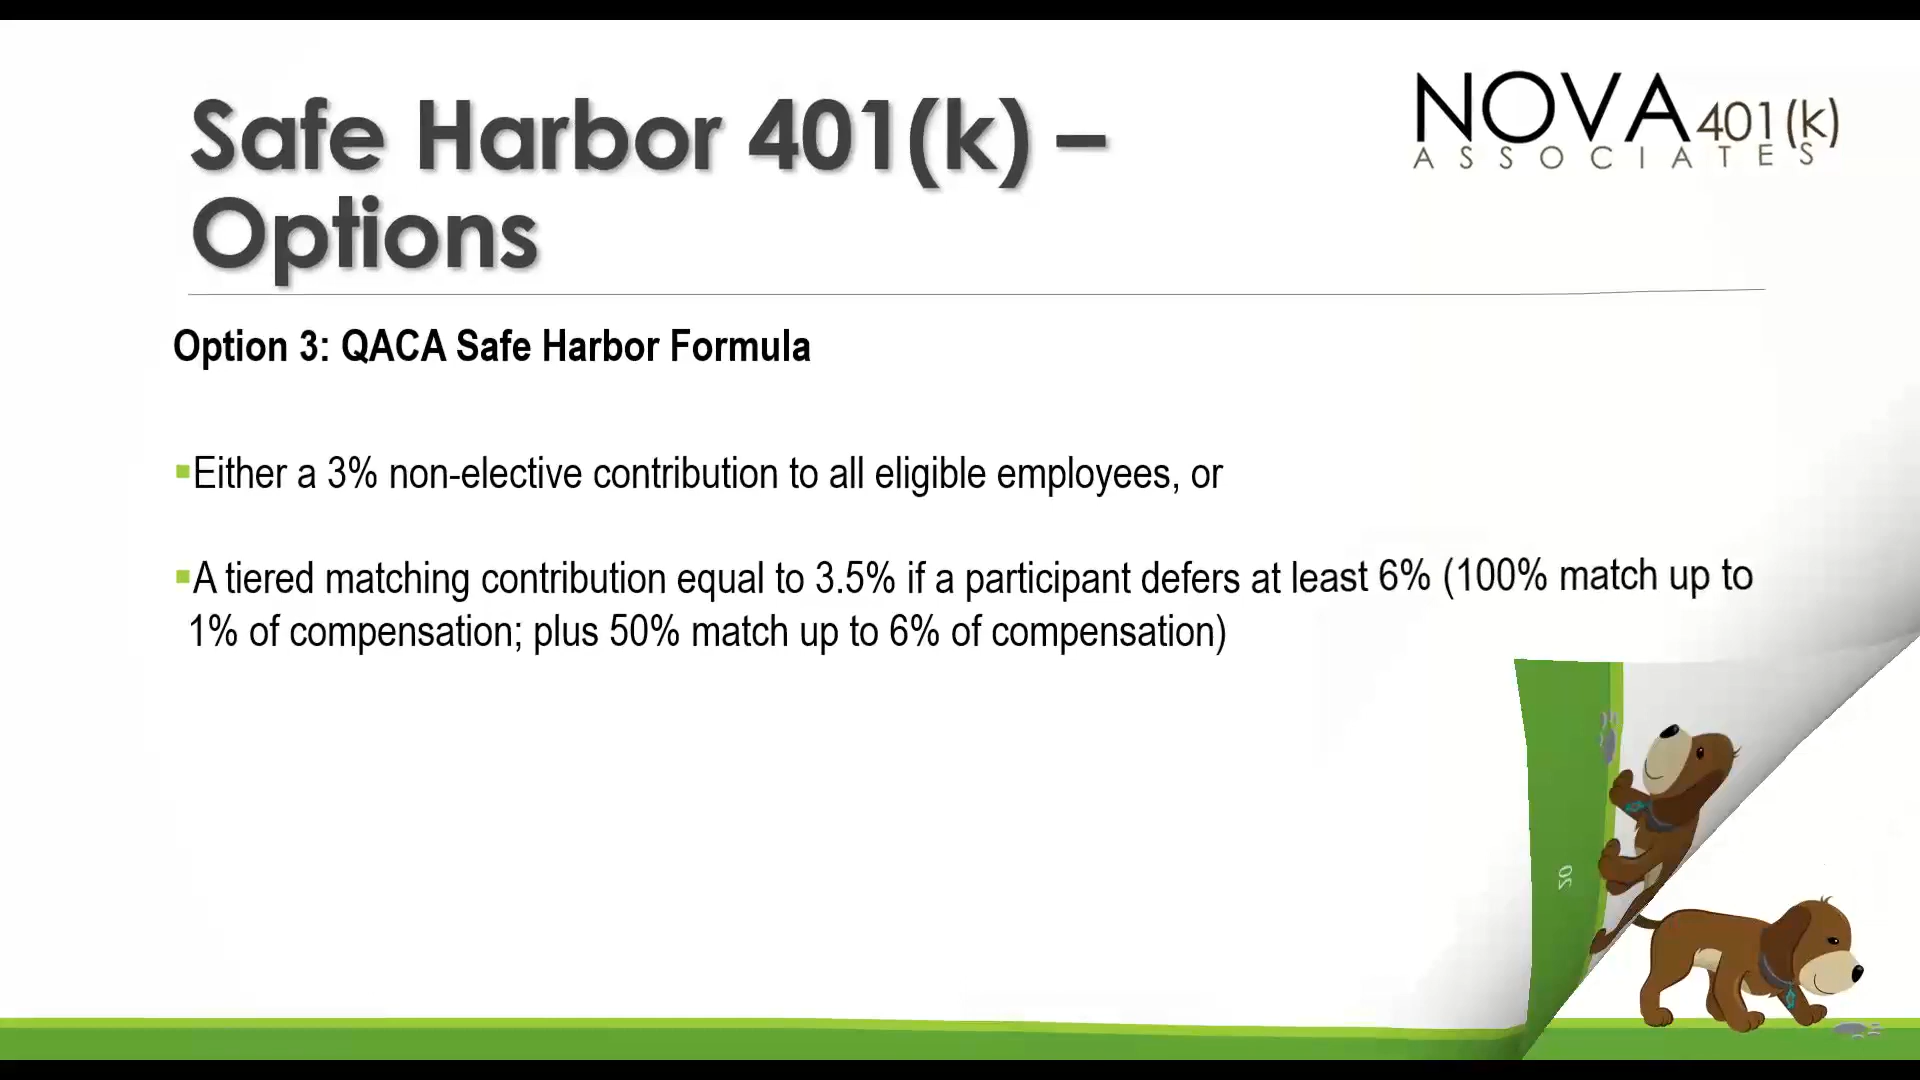 Safe Harbor 401(k) –
Options
NOVA 401(k)
ASSOCIATES
Option 3: QACA Safe Harbor Formula
▪Either a 3% non-elective contribution to all eligible employees, or
▪A tiered matching contribution equal to 3.5% if a participant defers at least 6% (100% match up to
1% of compensation; plus 50% match up to 6% of compensation)
20